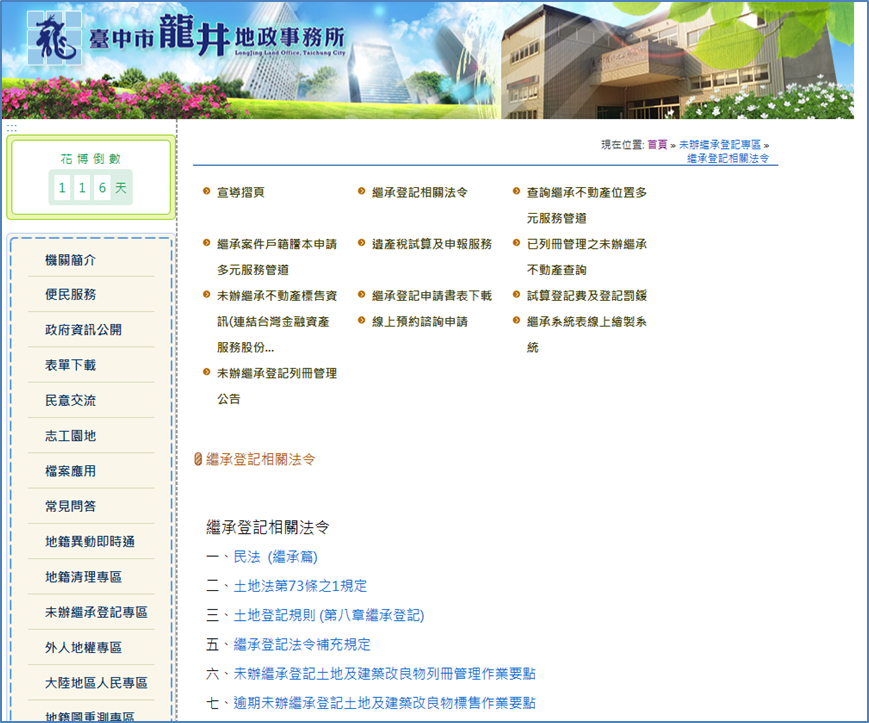 臺中市龍井地政事務所
LongJing Land Office, Taichung City
:::
花博倒數
116天
機關簡介
便民服務
政府資訊公開
表單下載
民意交流
志工園地
檔案應用
常見問答
地籍異動即時通
地籍清理專區
未辦繼承登記專區
外人地權專區
大陸地區人民專區
地籍圖重測專區
現在位置: 首頁 » 未辦繼承登記專區 »
繼承登記相關法令
宣導摺頁
繼承登記相關法令
查詢繼承不動產位置多
元服務管道
繼承案件戶籍謄本申請
多元服務管道
遺產稅試算及申報服務
已列冊管理之未辦繼承
不動產查詢
未辦繼承不動產標售資
訊(連結台灣金融資產
服務股份...
繼承登記申請書表下載
試算登記費及登記罰鍰
線上預約諮詢申請
繼承系統表線上繪製系
統
未辦繼承登記列冊管理
公告
繼承登記相關法令
繼承登記相關法令
一、民法 (繼承篇)
二、土地法第73條之1規定
三、土地登記規則 (第八章繼承登記)
五、繼承登記法令補充規定
六、未辦繼承登記土地及建築改良物列冊管理作業要點
七、逾期未辦繼承登記土地及建築改良物標售作業要點